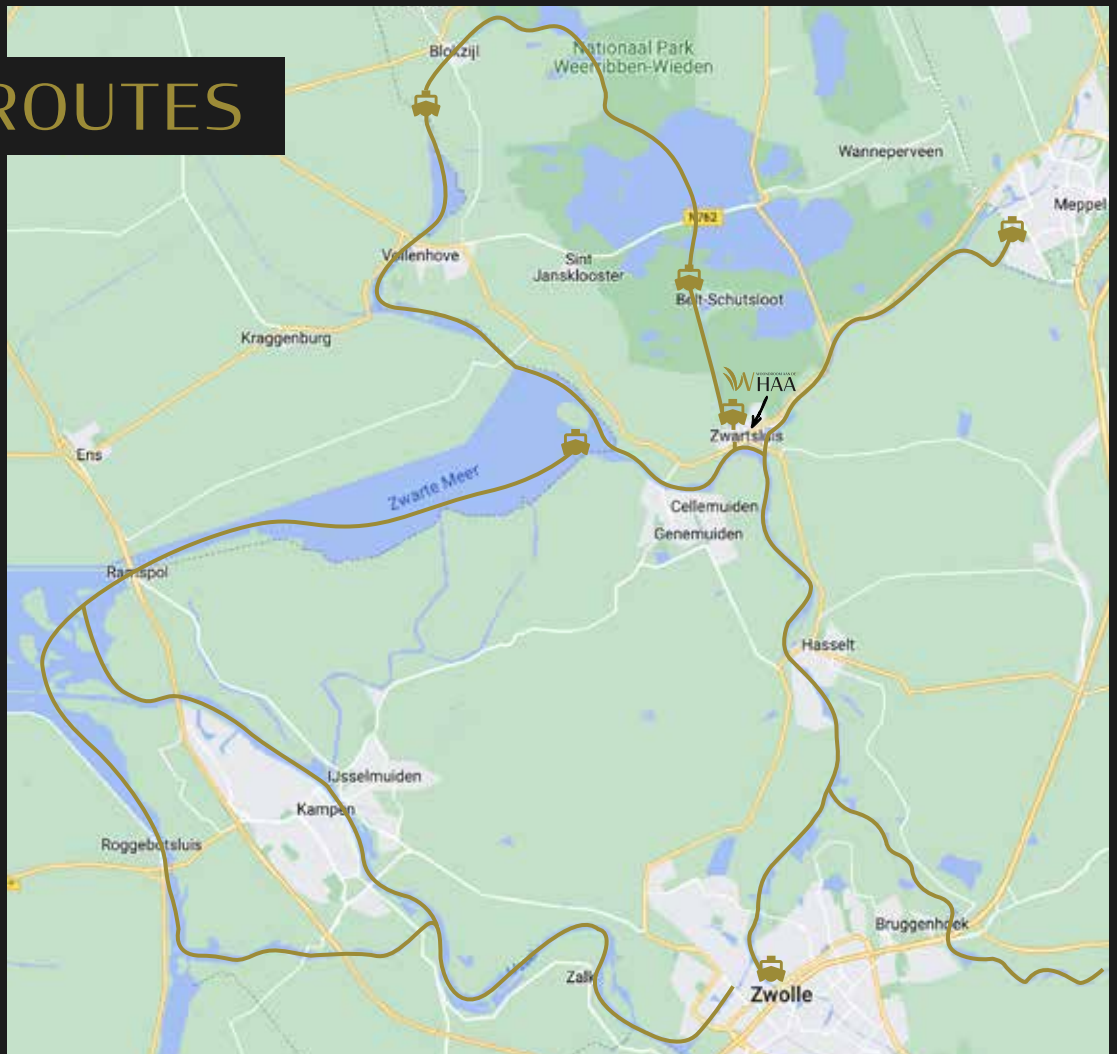 ROUTES
Blokzijl
Nationaal Park
Weerribben-Wieden
Wanneperveen
Meppel
N762
Vollenhove
Sint
Jansklooster
Belt-Schutsloot
Kraggenburg
WHAA
Zwartsluis
Ens
Zwarte Meer
Cellemuiden
Genemuiden
Ramspol
Hasselt
IJsselmuiden
Kampen
Roggebotsluis
Bruggenhoek
Zalk
Zwolle